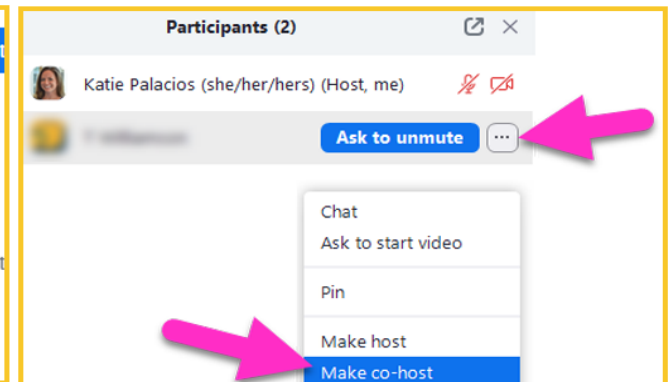 Participants (2)
Katie Palacios (she/her/hers) (Host, me)
Ask to unmute
Chat
Ask to start video
Pin
Make host
Make co-host